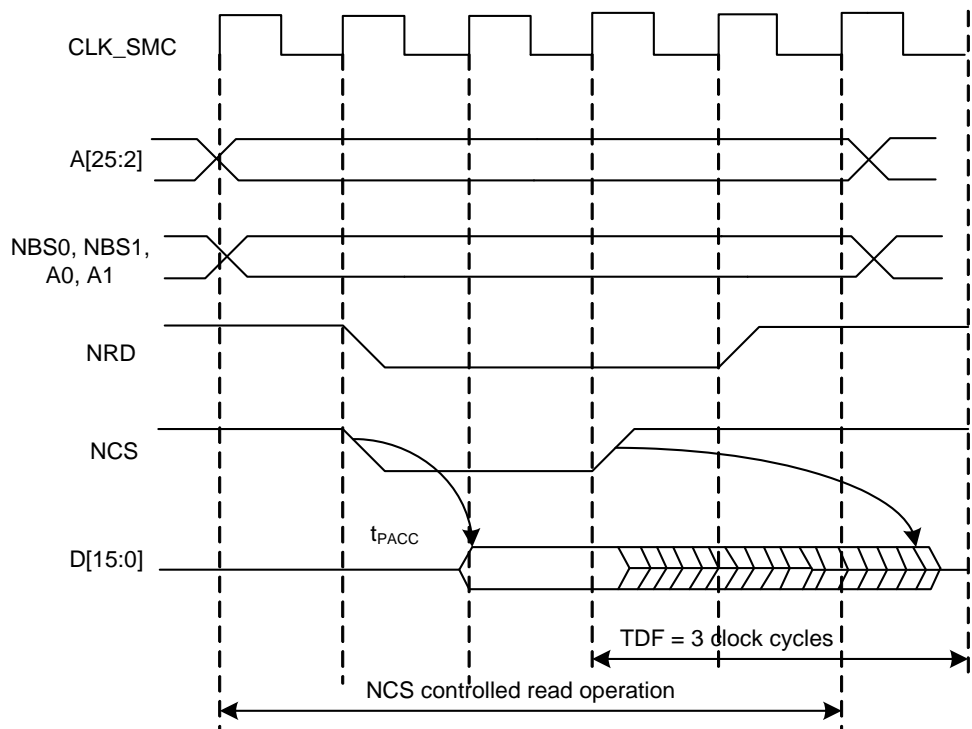 CLK_SMC
A[25:2]
NBS0, NBS1,
A0, A1
NRD
NCS
tPACC
D[15:0]
TDF = 3 clock cycles
NCS controlled read operation